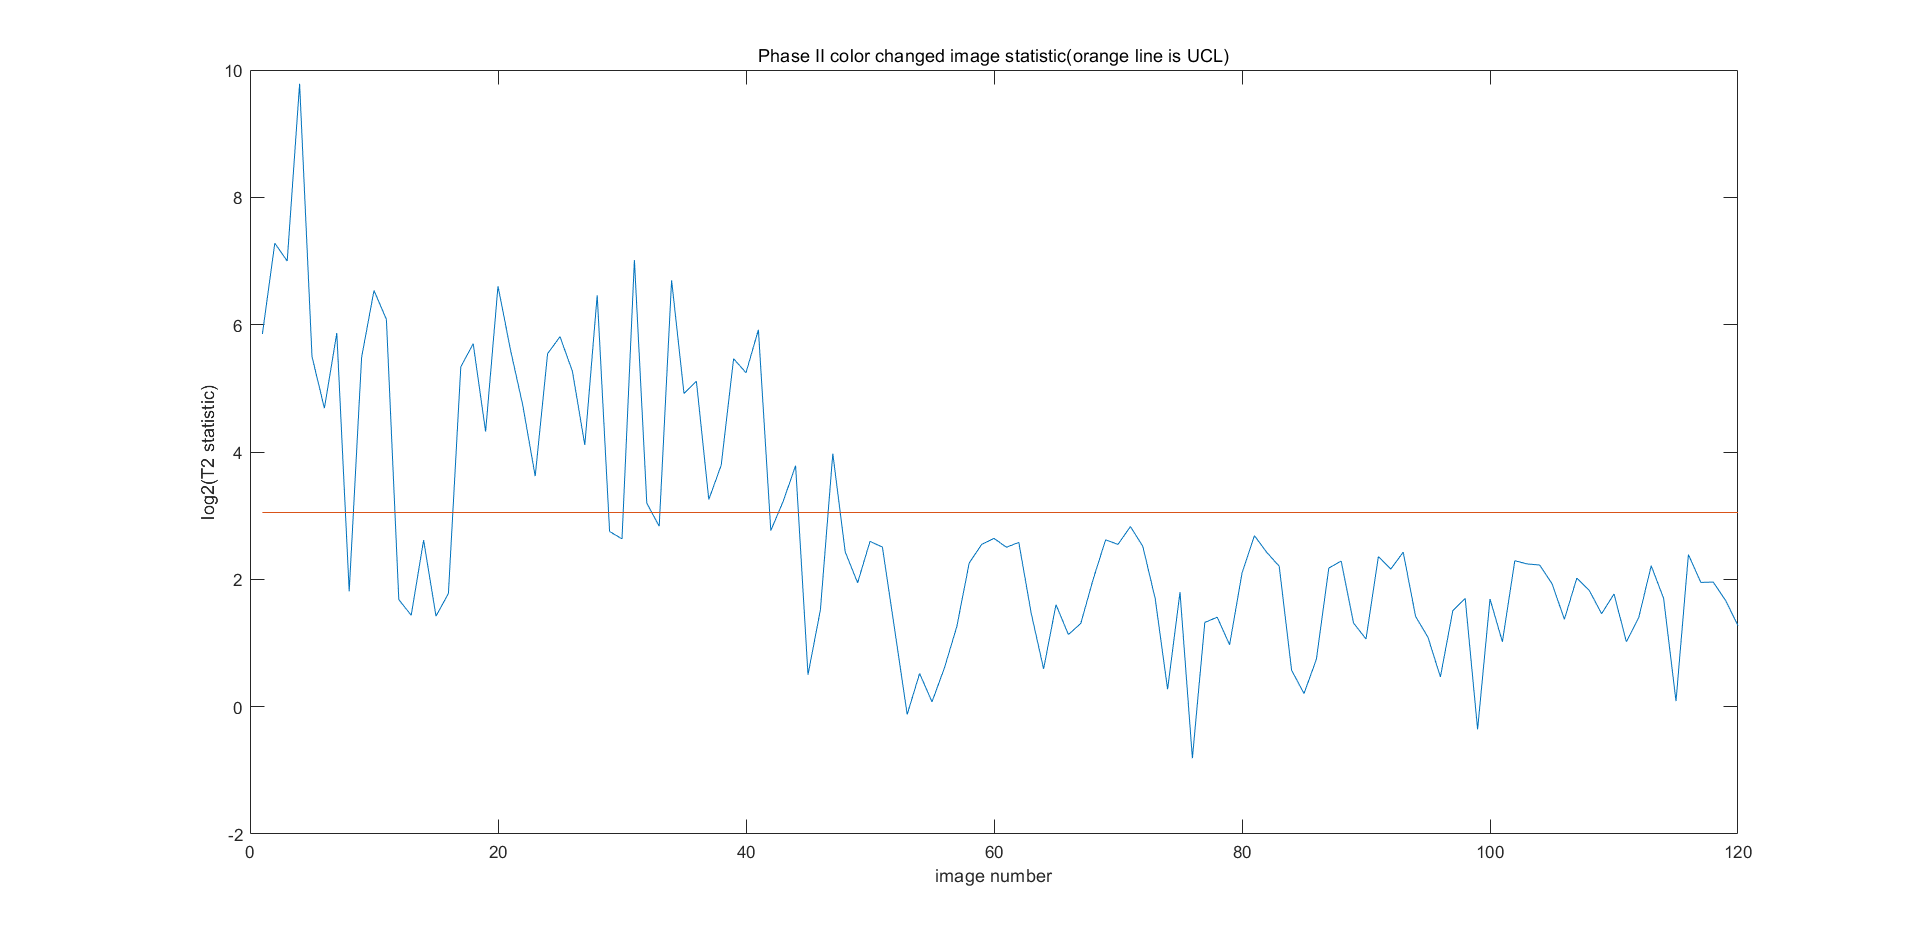 Phase II color changed image statistic(orange line is UCL)
10
8
6
4
2
0
-2
log2(T2 statistic)
0 20 40 60 80 100 120
image number